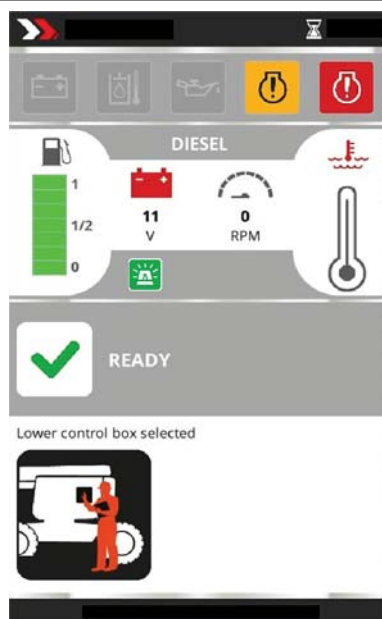 DIESEL
1
1/2
0
11
V
0
RPM
READY
Lower control box selected